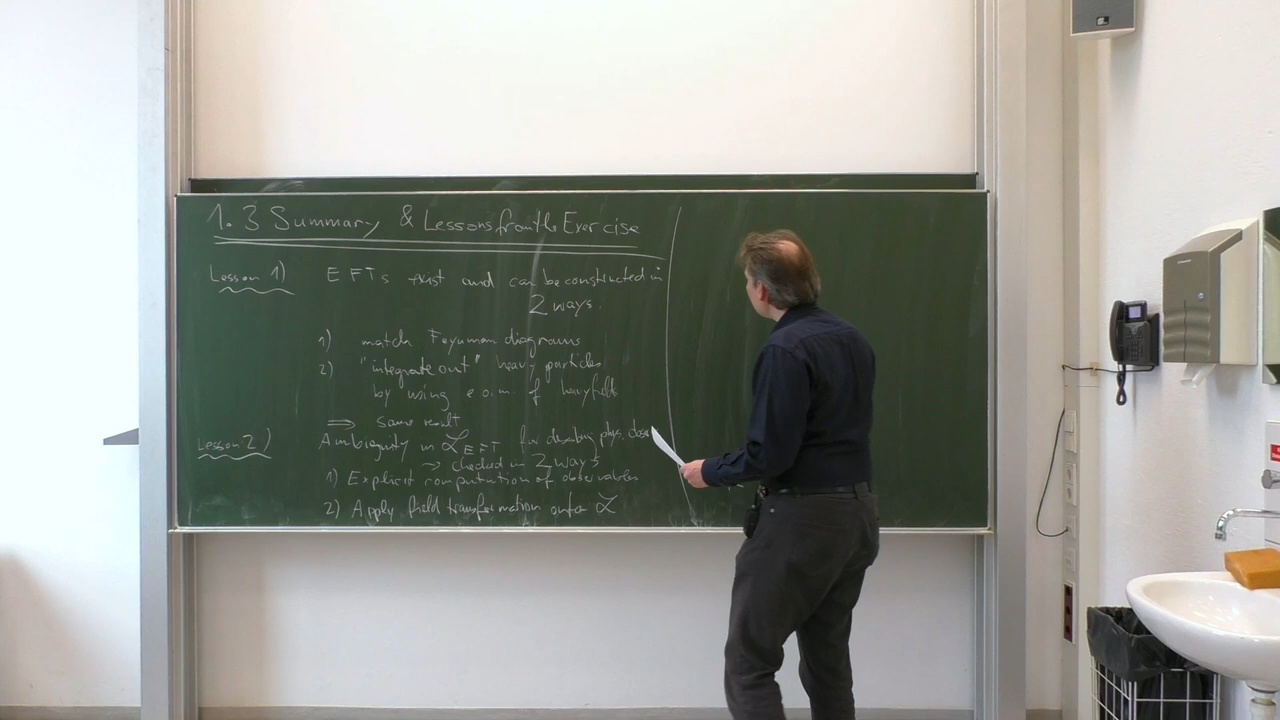 1.3 Summary & Lessons from the Exercise
Lesson 1) EFTs exist and can be constructed in
2 ways.
1) match Feynman diagrams
2) "integrate out" heavy particles
by using e.o.m. of heavy fields
⇒ same result
Lesson 2) Ambiguity in ℒ_EFT for describing phys. obs.
→ checked in 2 ways
1) Explicit computation of observables
2) Apply field transformation onto ℒ